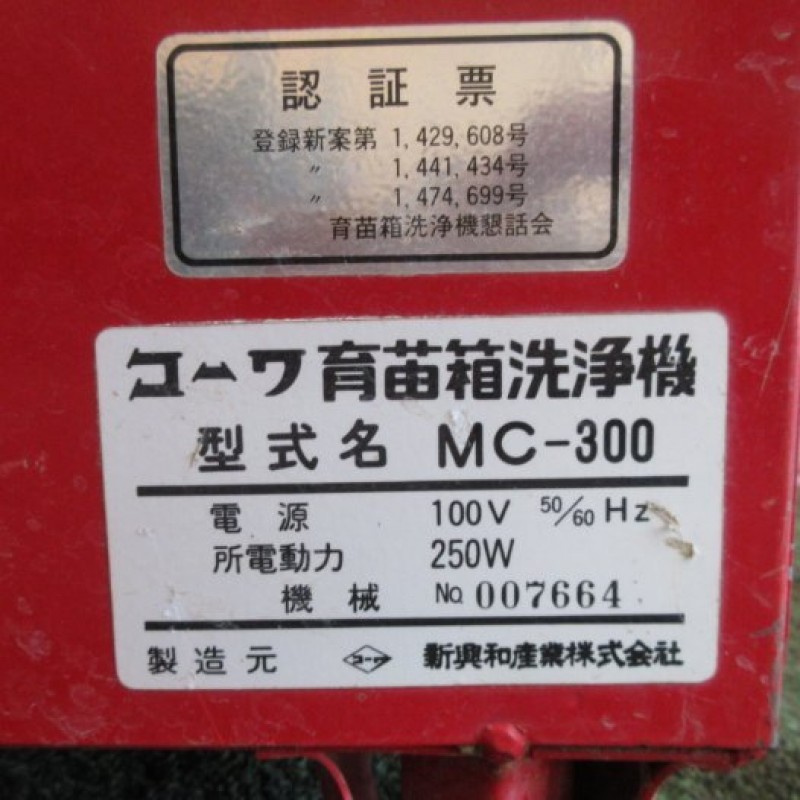 認証票
登録新案第 1,429,608号
〃 1,441,434号
〃 1,474,699号
育苗箱洗浄機懇話会
コーワ育苗箱洗浄機
型式名 MC-300
電源 100V 50/60 Hz
所電動力 250W
機械 No. 007664
製造元 コーワ 新興和産業株式会社